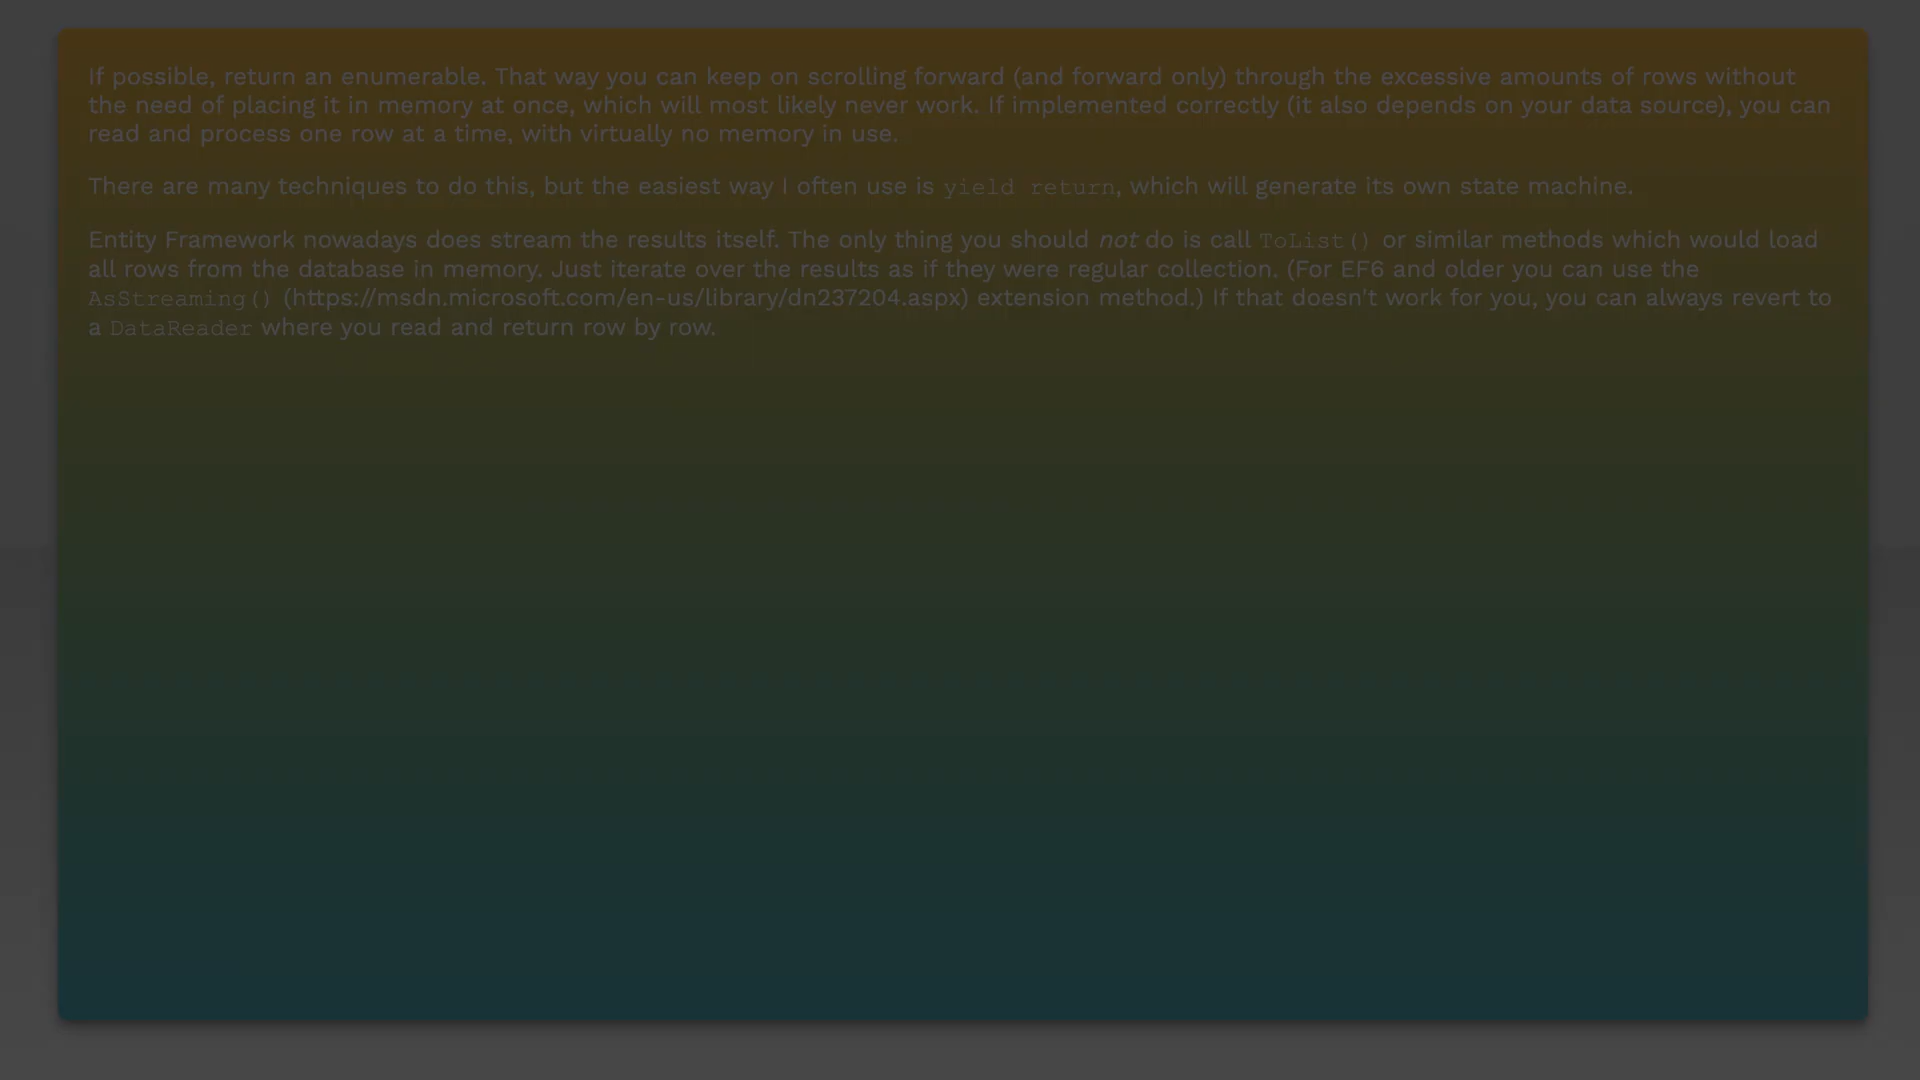 If possible, return an enumerable. That way you can keep on scrolling forward (and forward only) through the excessive amounts of rows without
the need of placing it in memory at once, which will most likely never work. If implemented correctly (it also depends on your data source), you can
read and process one row at a time, with virtually no memory in use.
There are many techniques to do this, but the easiest way I often use is yield return, which will generate its own state machine.
Entity Framework nowadays does stream the results itself. The only thing you should not do is call ToList() or similar methods which would load
all rows from the database in memory. Just iterate over the results as if they were regular collection. (For EF6 and older you can use the
AsStreaming() (https://msdn.microsoft.com/en-us/library/dn237204.aspx) extension method.) If that doesn't work for you, you can always revert to
a DataReader where you read and return row by row.